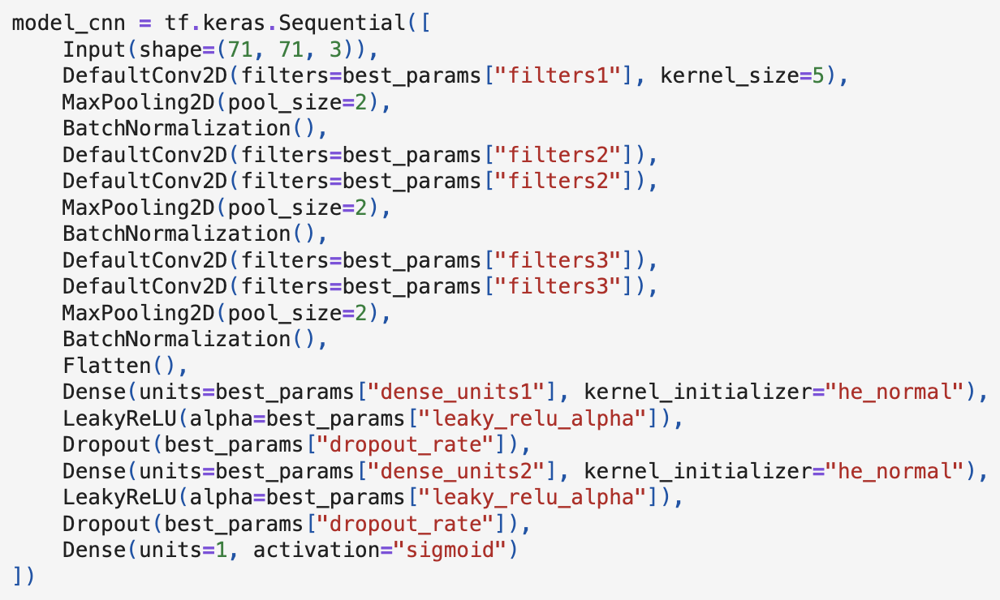 model_cnn = tf.keras.Sequential([
    Input(shape=(71, 71, 3)),
    DefaultConv2D(filters=best_params["filters1"], kernel_size=5),
    MaxPooling2D(pool_size=2),
    BatchNormalization(),
    DefaultConv2D(filters=best_params["filters2"]),
    DefaultConv2D(filters=best_params["filters2"]),
    MaxPooling2D(pool_size=2),
    BatchNormalization(),
    DefaultConv2D(filters=best_params["filters3"]),
    DefaultConv2D(filters=best_params["filters3"]),
    MaxPooling2D(pool_size=2),
    BatchNormalization(),
    Flatten(),
    Dense(units=best_params["dense_units1"], kernel_initializer="he_normal"),
    LeakyReLU(alpha=best_params["leaky_relu_alpha"]),
    Dropout(best_params["dropout_rate"]),
    Dense(units=best_params["dense_units2"], kernel_initializer="he_normal"),
    LeakyReLU(alpha=best_params["leaky_relu_alpha"]),
    Dropout(best_params["dropout_rate"]),
    Dense(units=1, activation="sigmoid")
])